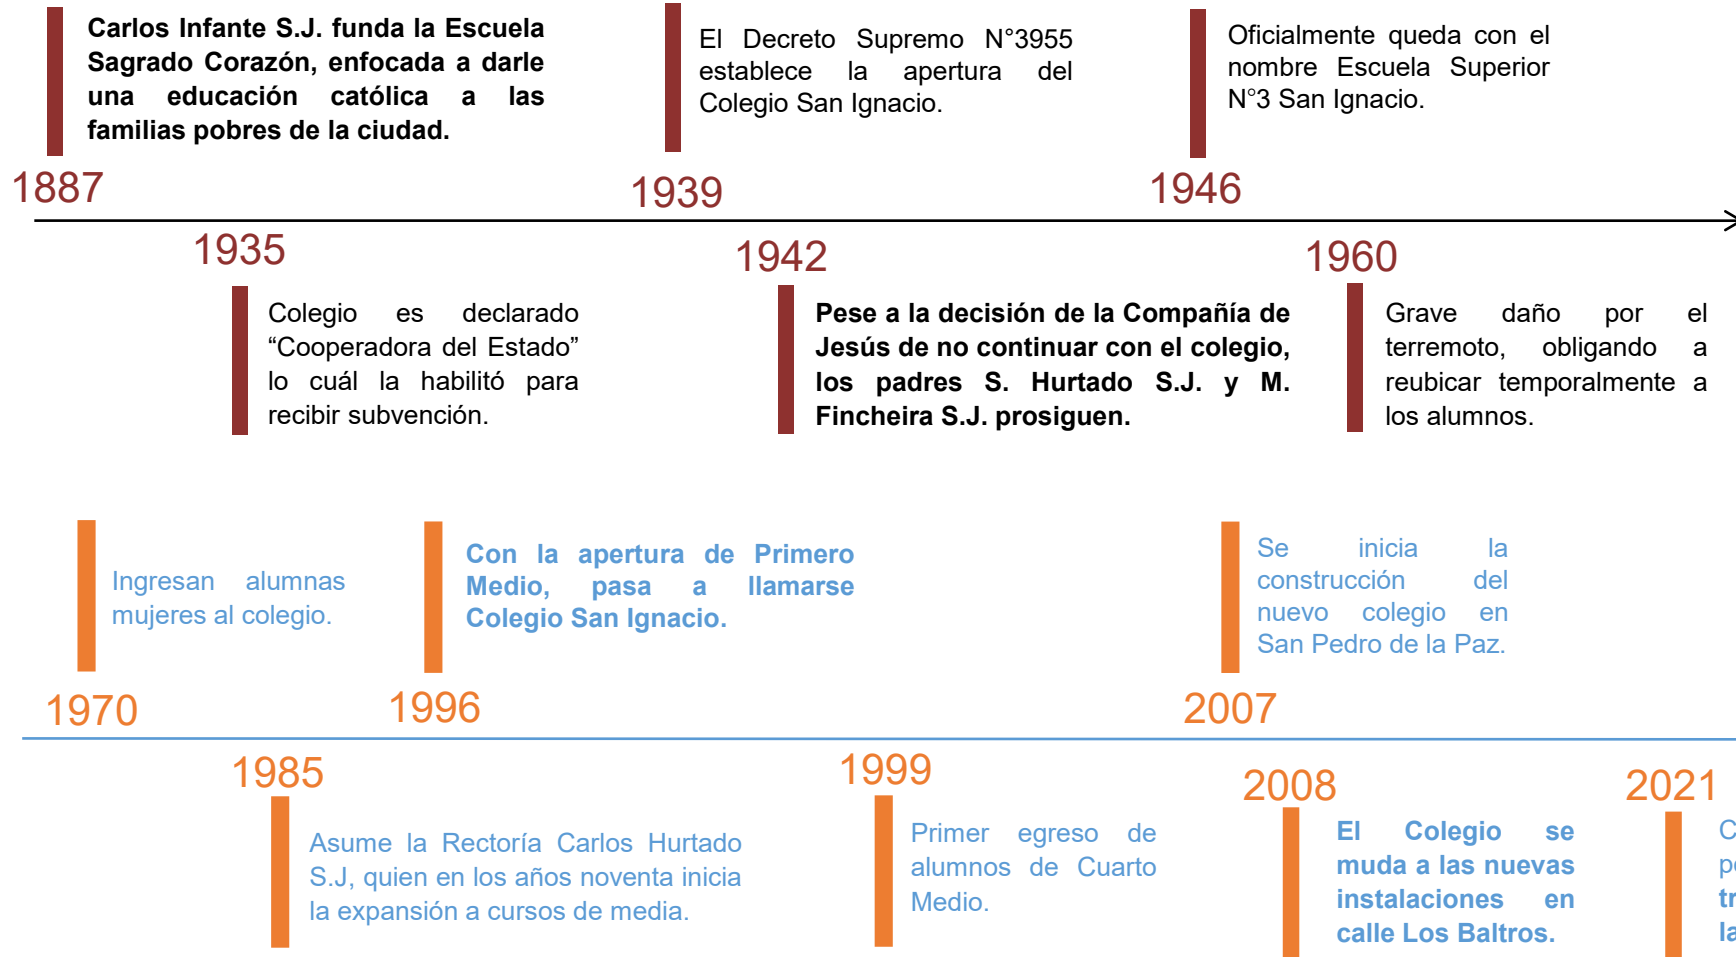 Carlos Infante S.J. funda la Escuela
Sagrado Corazón, enfocada a darle
una educación católica a las
familias pobres de la ciudad.
1887
El Decreto Supremo N°3955
establece la apertura del
Colegio San Ignacio.
1939
Oficialmente queda con el
nombre Escuela Superior
N°3 San Ignacio.
1946
1935
Colegio es declarado
“Cooperadora del Estado”
lo cuál la habilitó para
recibir subvención.
1942
Pese a la decisión de la Compañía de
Jesús de no continuar con el colegio,
los padres S. Hurtado S.J. y M.
Fincheira S.J. prosiguen.
1960
Grave daño por el
terremoto, obligando a
reubicar temporalmente a
los alumnos.
Ingresan alumnas
mujeres al colegio.
1970
Con la apertura de Primero
Medio, pasa a llamarse
Colegio San Ignacio.
1996
Se inicia la
construcción del
nuevo colegio en
San Pedro de la Paz.
2007
1985
Asume la Rectoría Carlos Hurtado
S.J, quien en los años noventa inicia
la expansión a cursos de media.
1999
Primer egreso de
alumnos de Cuarto
Medio.
2008
El Colegio se
muda a las nuevas
instalaciones en
calle Los Baltros.
2021